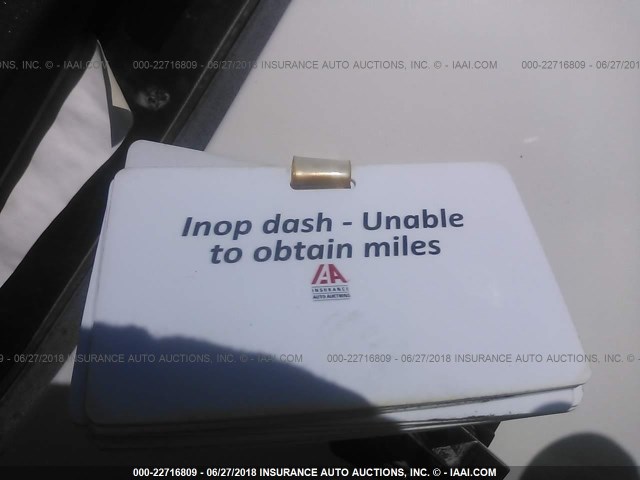 NS, INC. © - IAAI.COM 000-22716809 - 06/27/2018 INSURANCE AUTO AUCTIONS, INC. © - IAAI.COM 000-22716809 - 06/27/2018
Inop dash - Unable
to obtain miles
IAA
INSURANCE
AUTO AUCTIONS
06/27/2018 INSURANCE AUTO AUCTIONS, INC. © - IAAI.COM 000-22716809 - 06/27/2018 INSURANCE AUTO AUCTIONS, INC. © - IAAI.COM
000-22716809 - 06/27/2018 INSURANCE AUTO AUCTIONS, INC. © - IAAI.COM